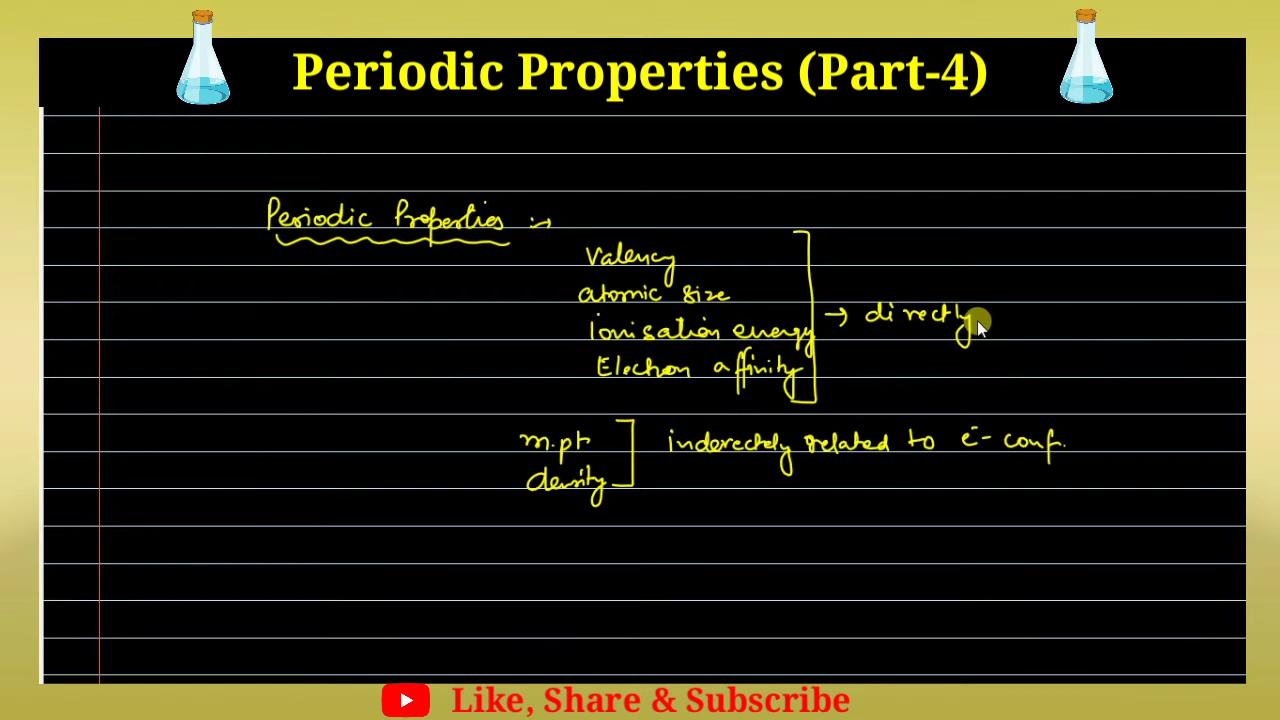 Periodic Properties (Part-4)
Periodic Properties :→
Valency
atomic size
Ionisation energy
Electron affinity
→ directly
m.pt
density
inderectely related to e⁻- conf.
Like, Share & Subscribe